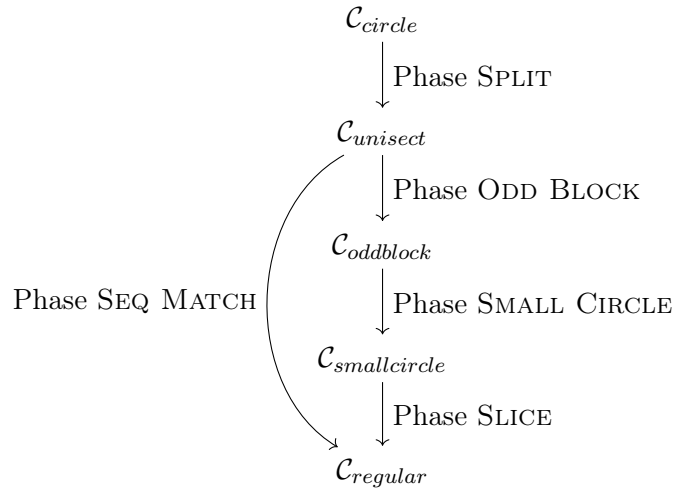 𝒞circle
Phase SPLIT
𝒞unisect
Phase ODD BLOCK
𝒞oddblock
Phase SEQ MATCH
Phase SMALL CIRCLE
𝒞smallcircle
Phase SLICE
𝒞regular